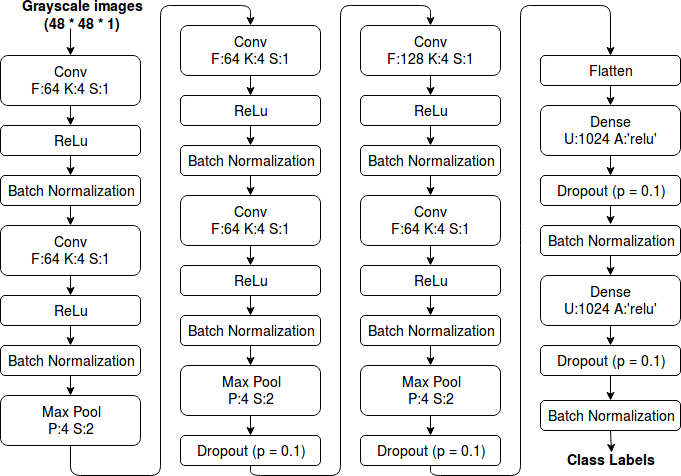 Grayscale images
(48 * 48 * 1)
Conv
F:64 K:4 S:1
ReLu
Batch Normalization
Conv
F:64 K:4 S:1
ReLu
Batch Normalization
Max Pool
P:4 S:2
Conv
F:64 K:4 S:1
ReLu
Batch Normalization
Conv
F:64 K:4 S:1
ReLu
Batch Normalization
Max Pool
P:4 S:2
Dropout (p = 0.1)
Conv
F:128 K:4 S:1
ReLu
Batch Normalization
Conv
F:64 K:4 S:1
ReLu
Batch Normalization
Max Pool
P:4 S:2
Dropout (p = 0.1)
Flatten
Dense
U:1024 A:'relu'
Dropout (p = 0.1)
Batch Normalization
Dense
U:1024 A:'relu'
Dropout (p = 0.1)
Batch Normalization
Class Labels